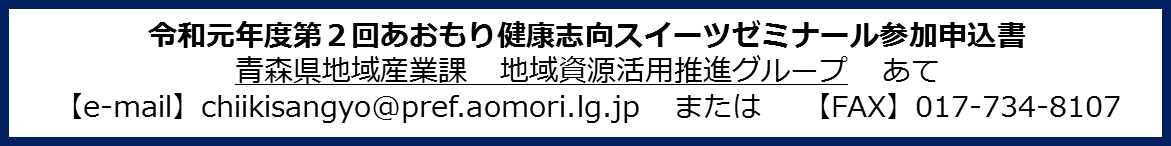 令和元年度第２回あおもり健康志向スイーツゼミナール参加申込書
青森県地域産業課　地域資源活用推進グループ　あて
【e-mail】chiikisangyo@pref.aomori.lg.jp　または　【FAX】017-734-8107